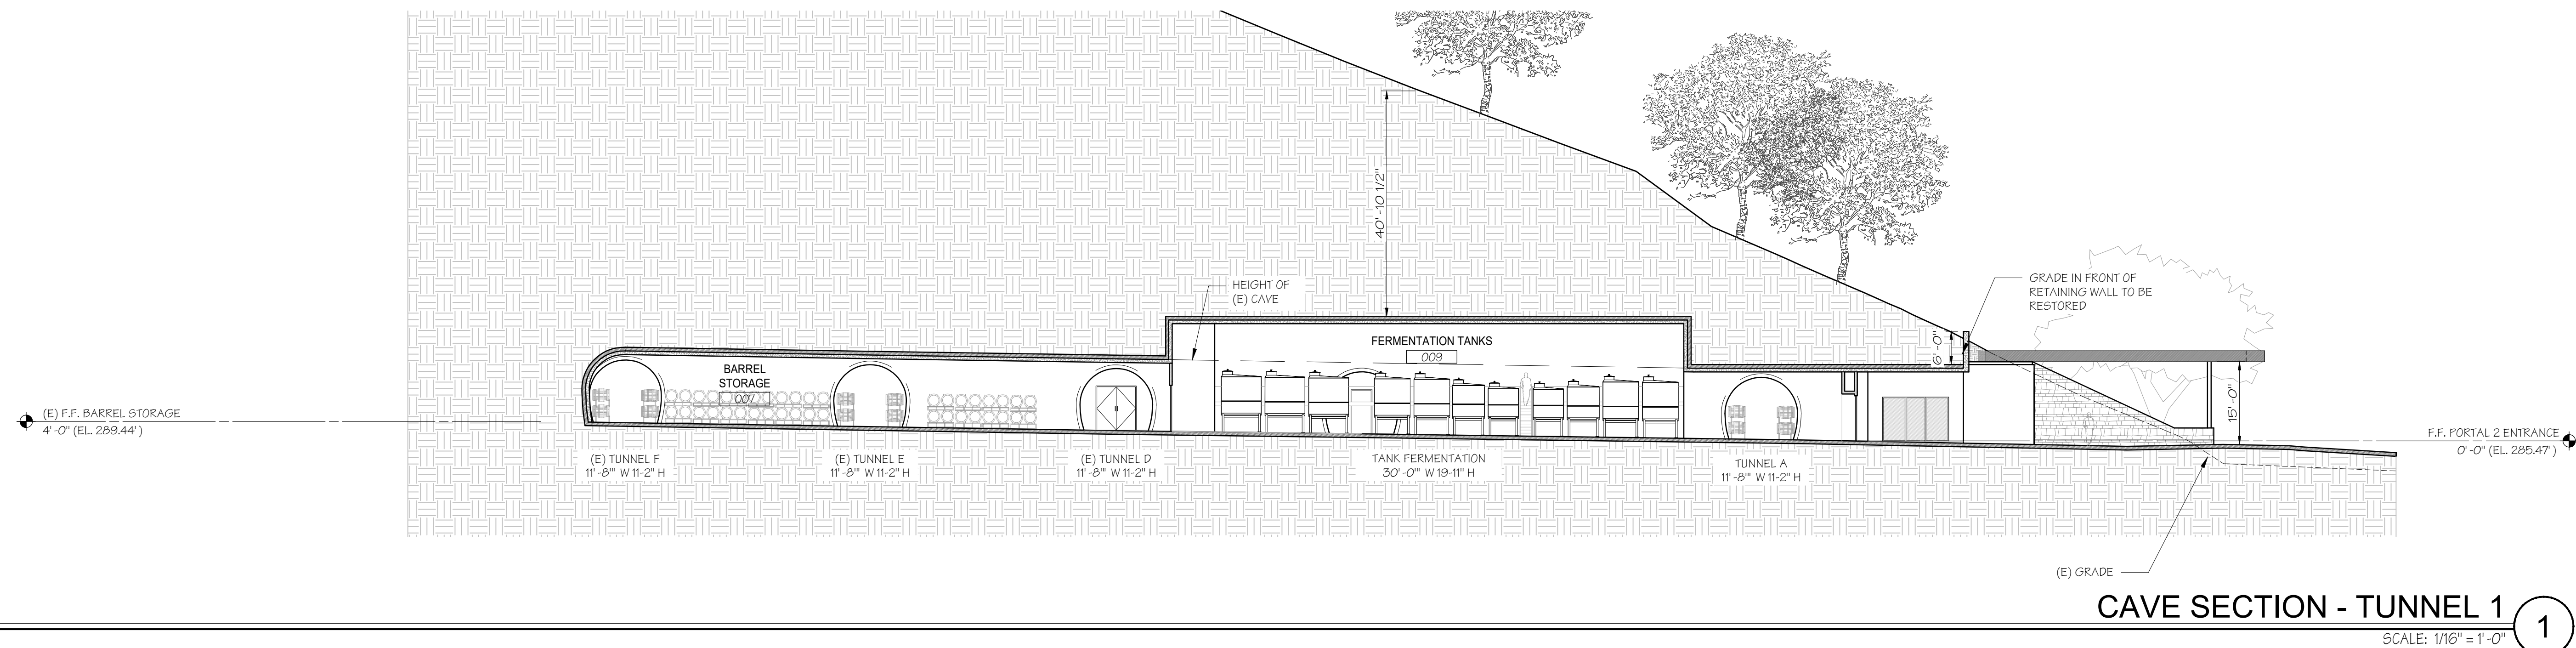 40'-10 1/2"
HEIGHT OF
(E) CAVE
GRADE IN FRONT OF
RETAINING WALL TO BE
RESTORED
FERMENTATION TANKS
009
6'-0"
BARREL
STORAGE
007
15'-0"
(E) F.F. BARREL STORAGE
4'-0" (EL. 289.44')
F.F. PORTAL 2 ENTRANCE
0'-0" (EL. 285.47')
(E) TUNNEL F
11'-8'" W 11-2" H
(E) TUNNEL E
11'-8'" W 11-2" H
(E) TUNNEL D
11'-8'" W 11-2" H
TANK FERMENTATION
30'-0'" W 19-11" H
TUNNEL A
11'-8'" W 11-2" H
(E) GRADE
CAVE SECTION - TUNNEL 1
1
SCALE: 1/16" = 1'-0"